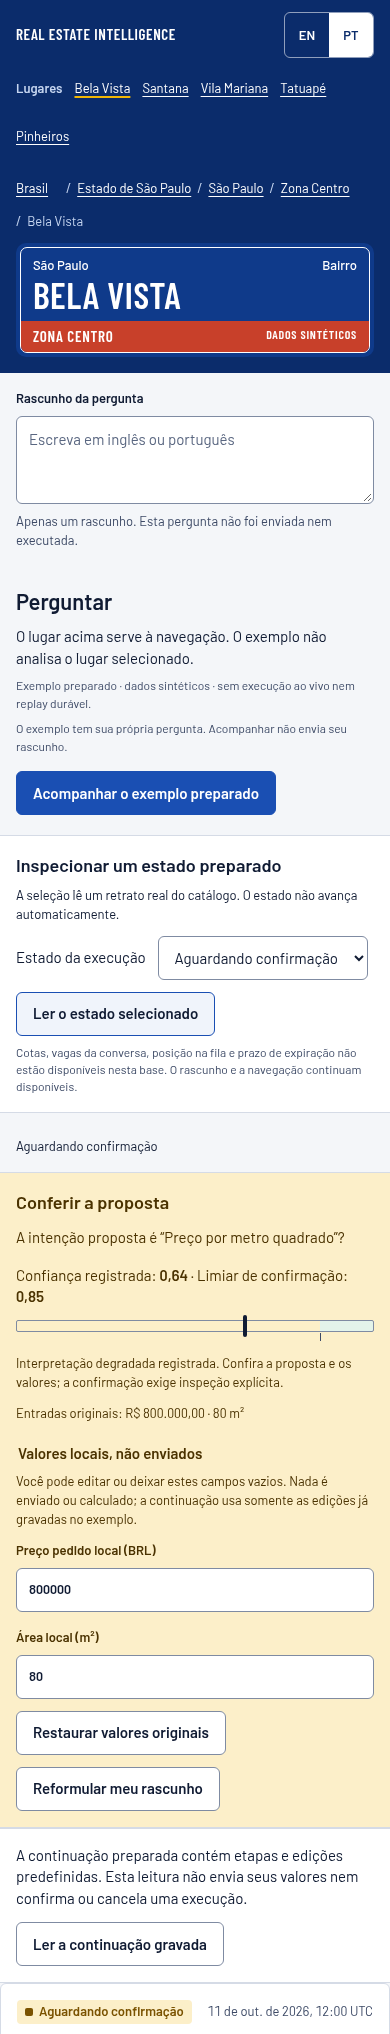 REAL ESTATE INTELLIGENCE
EN PT
Lugares Bela Vista Santana Vila Mariana Tatuapé
Pinheiros
Brasil / Estado de São Paulo / São Paulo / Zona Centro
/ Bela Vista
São Paulo Bairro
BELA VISTA
ZONA CENTRO DADOS SINTÉTICOS
Rascunho da pergunta
Escreva em inglês ou português
Apenas um rascunho. Esta pergunta não foi enviada nem
executada.
Perguntar
O lugar acima serve à navegação. O exemplo não
analisa o lugar selecionado.
Exemplo preparado · dados sintéticos · sem execução ao vivo nem
replay durável.
O exemplo tem sua própria pergunta. Acompanhar não envia seu
rascunho.
Acompanhar o exemplo preparado
Inspecionar um estado preparado
A seleção lê um retrato real do catálogo. O estado não avança
automaticamente.
Estado da execução Aguardando confirmação
Ler o estado selecionado
Cotas, vagas da conversa, posição na fila e prazo de expiração não
estão disponíveis nesta base. O rascunho e a navegação continuam
disponíveis.
Aguardando confirmação
Conferir a proposta
A intenção proposta é “Preço por metro quadrado”?
Confiança registrada: 0,64 · Limiar de confirmação:
0,85
Interpretação degradada registrada. Confira a proposta e os
valores; a confirmação exige inspeção explícita.
Entradas originais: R$ 800.000,00 · 80 m²
Valores locais, não enviados
Você pode editar ou deixar estes campos vazios. Nada é
enviado ou calculado; a continuação usa somente as edições já
gravadas no exemplo.
Preço pedido local (BRL)
800000
Área local (m²)
80
Restaurar valores originais
Reformular meu rascunho
A continuação preparada contém etapas e edições
predefinidas. Esta leitura não envia seus valores nem
confirma ou cancela uma execução.
Ler a continuação gravada
Aguardando confirmação 11 de out. de 2026, 12:00 UTC